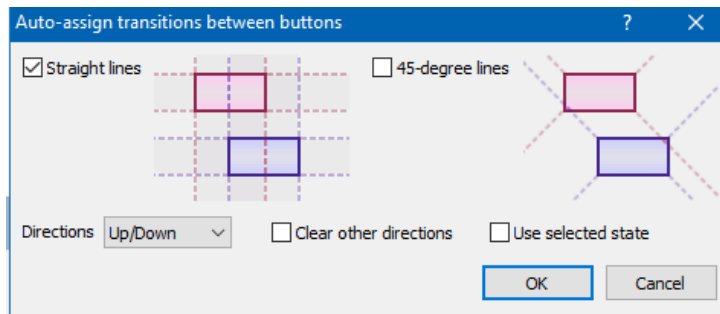 Auto-assign transitions between buttons ? ✕
Straight lines
45-degree lines
Directions Up/Down Clear other directions Use selected state
OK Cancel